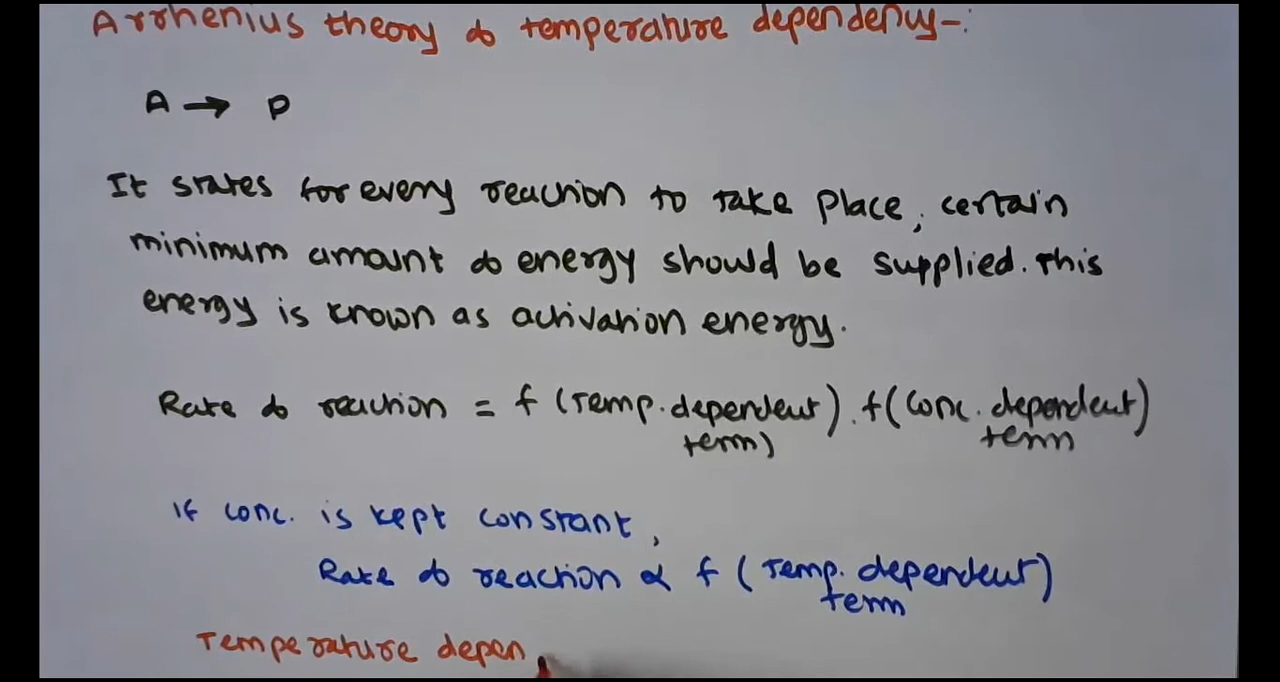 Arrhenius theory of temperature dependency-:
A → P
It states for every reaction to take place, certain
minimum amount of energy should be supplied. This
energy is known as activation energy.
Rate of reaction = f (Temp. dependent) . f (conc. dependent)
term) term
If conc. is kept constant,
Rate of reaction ∝ f (Temp. dependent)
term
Temperature depen